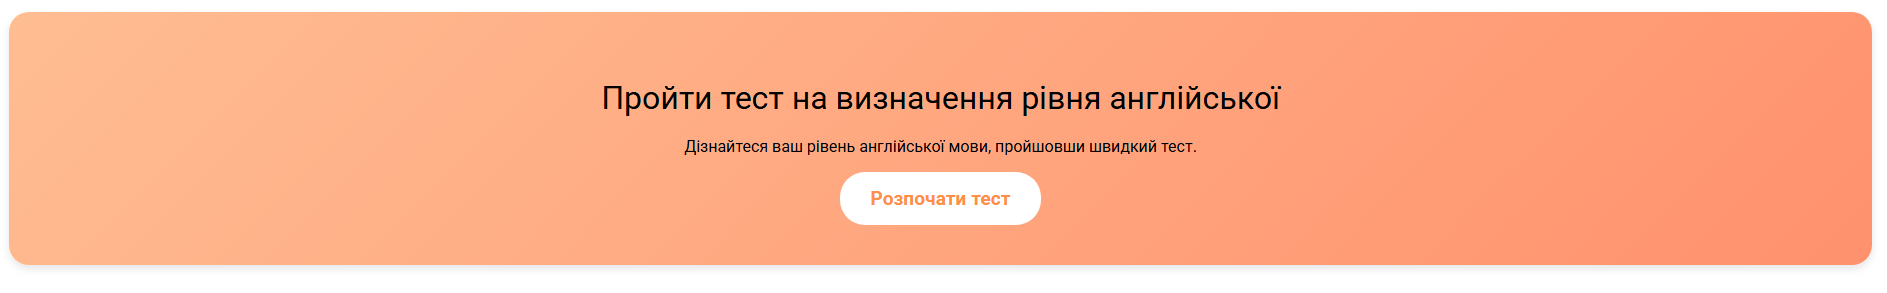 Пройти тест на визначення рівня англійської
Дізнайтеся ваш рівень англійської мови, пройшовши швидкий тест.
Розпочати тест